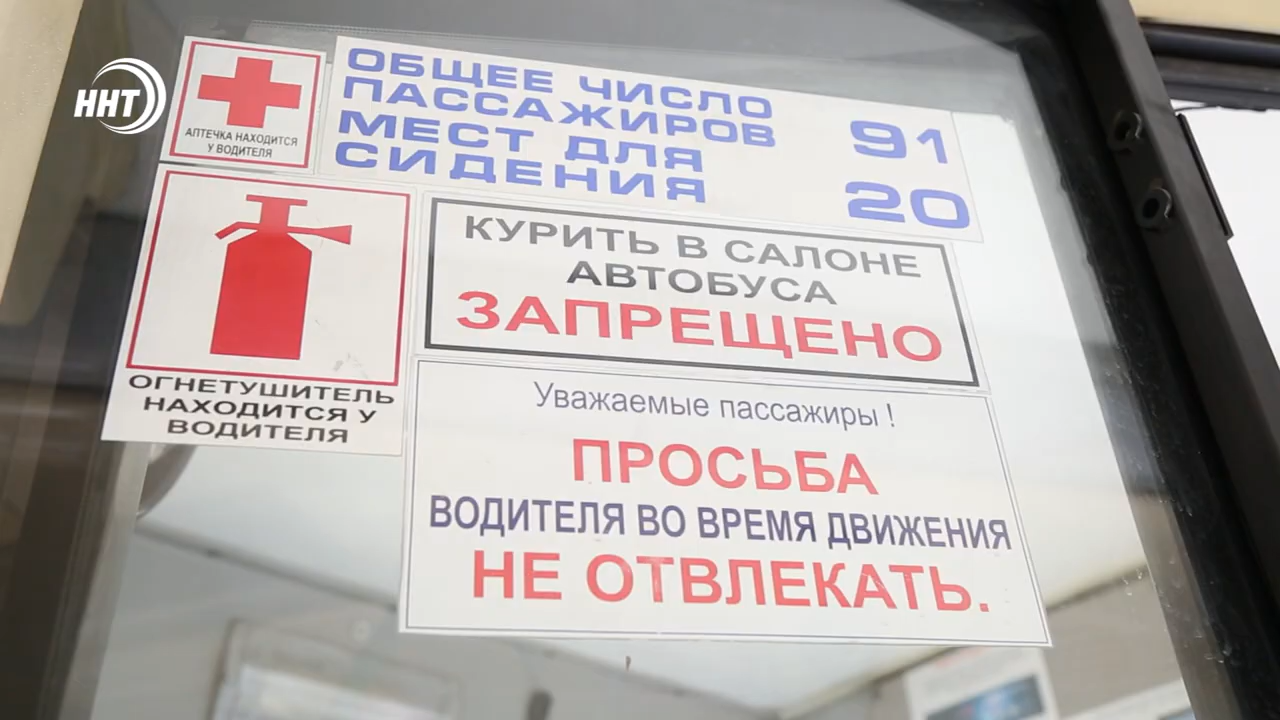 ННТ
АПТЕЧКА НАХОДИТСЯ
У ВОДИТЕЛЯ
ОБЩЕЕ ЧИСЛО
ПАССАЖИРОВ 91
МЕСТ ДЛЯ
СИДЕНИЯ 20
ОГНЕТУШИТЕЛЬ
НАХОДИТСЯ У
ВОДИТЕЛЯ
КУРИТЬ В САЛОНЕ
АВТОБУСА
ЗАПРЕЩЕНО
Уважаемые пассажиры !
ПРОСЬБА
ВОДИТЕЛЯ ВО ВРЕМЯ ДВИЖЕНИЯ
НЕ ОТВЛЕКАТЬ.